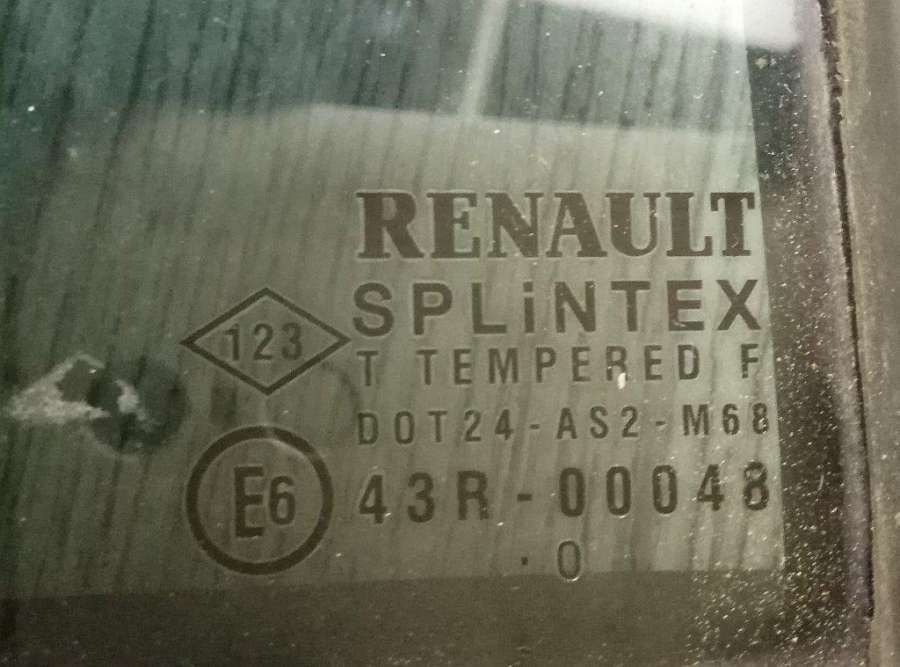 RENAULT
SPLiNTEX
123
T TEMPERED F
DOT24-AS2-M68
E6 43R-00048
.0